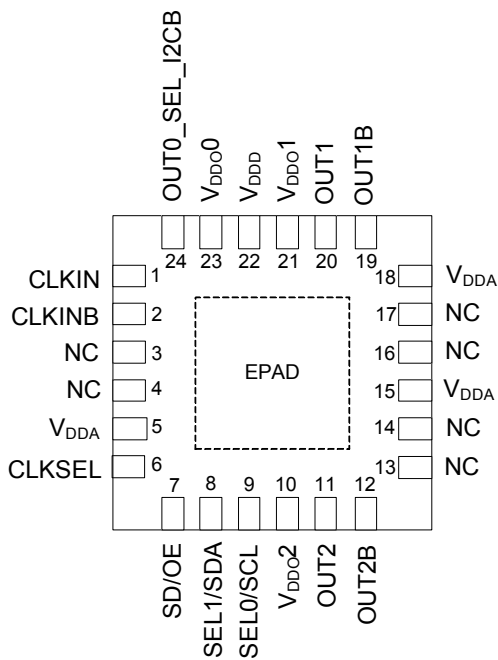 OUT0_SEL_I2CB
VDDO0
VDDD
VDDO1
OUT1
OUT1B
24
23
22
21
20
19
CLKIN
1
CLKINB
2
NC
3
NC
4
VDDA
5
CLKSEL
6
EPAD
18
VDDA
17
NC
16
NC
15
VDDA
14
NC
13
NC
7
8
9
10
11
12
SD/OE
SEL1/SDA
SEL0/SCL
VDDO2
OUT2
OUT2B